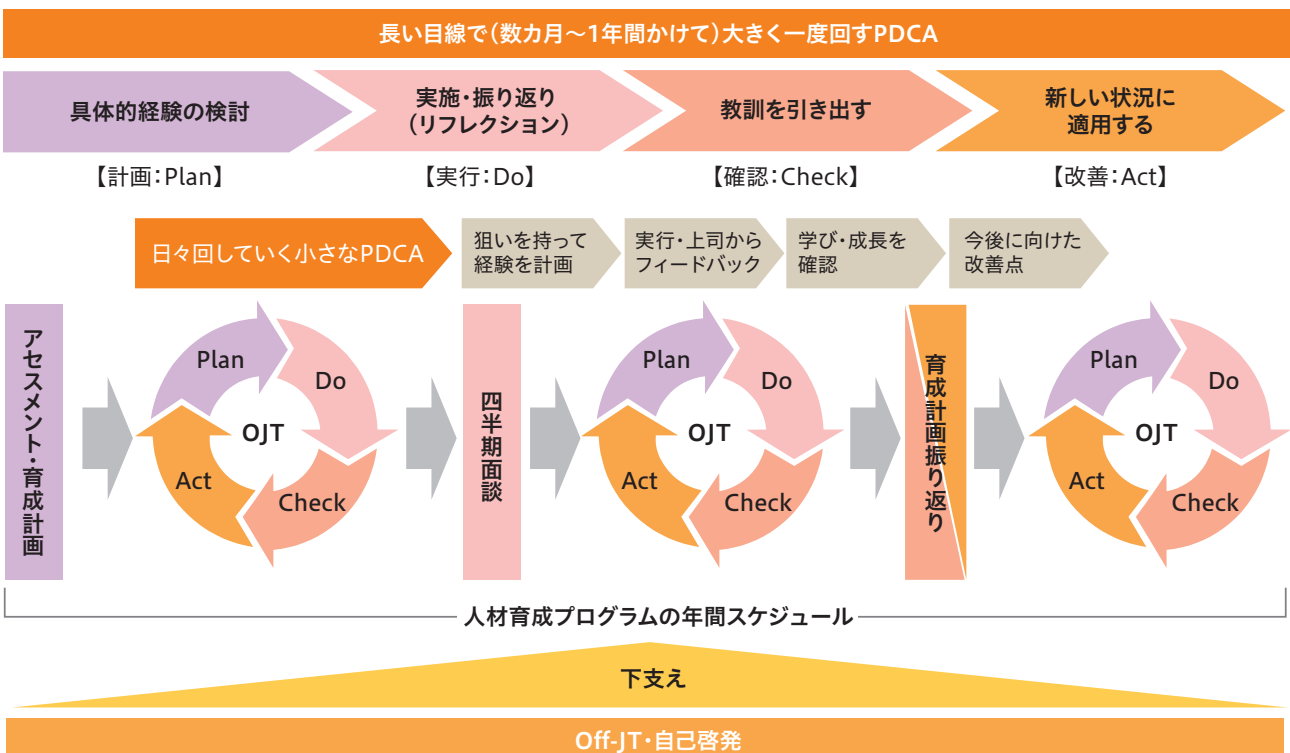 長い目線で（数カ月～1年間かけて）大きく一度回すPDCA
具体的経験の検討
実施・振り返り
（リフレクション）
教訓を引き出す
新しい状況に
適用する
【計画：Plan】
【実行：Do】
【確認：Check】
【改善：Act】
日々回していく小さなPDCA
狙いを持って
経験を計画
実行・上司から
フィードバック
学び・成長を
確認
今後に向けた
改善点
アセスメント・育成計画
Plan
Do
OJT
Act
Check
四半期面談
Plan
Do
OJT
Act
Check
育成計画振り返り
Plan
Do
OJT
Act
Check
人材育成プログラムの年間スケジュール
下支え
Off-JT・自己啓発